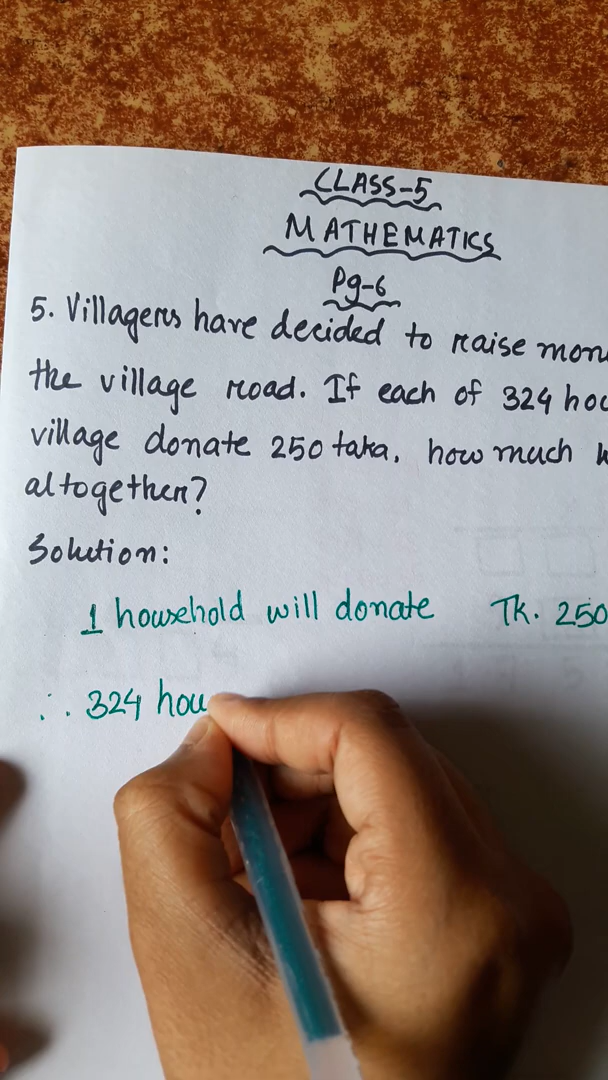 CLASS-5
MATHEMATICS
Pg-6
5. Villagers have decided to raise mon
the village road. If each of 324 hou
village donate 250 taka, how much
altogether?
Solution:
1 household will donate Tk. 250
∴ 324 hou